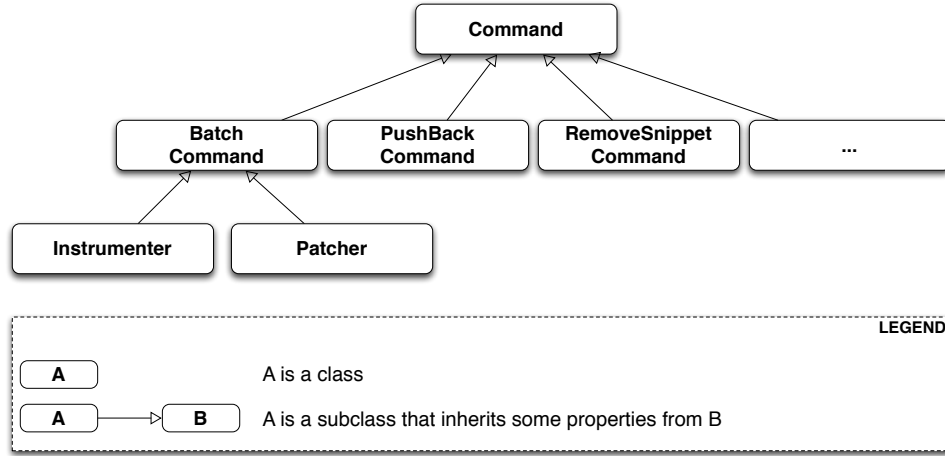 Command
Batch
Command
PushBack
Command
RemoveSnippet
Command
...
Instrumenter
Patcher
LEGEND
A
A is a class
A
B
A is a subclass that inherits some properties from B